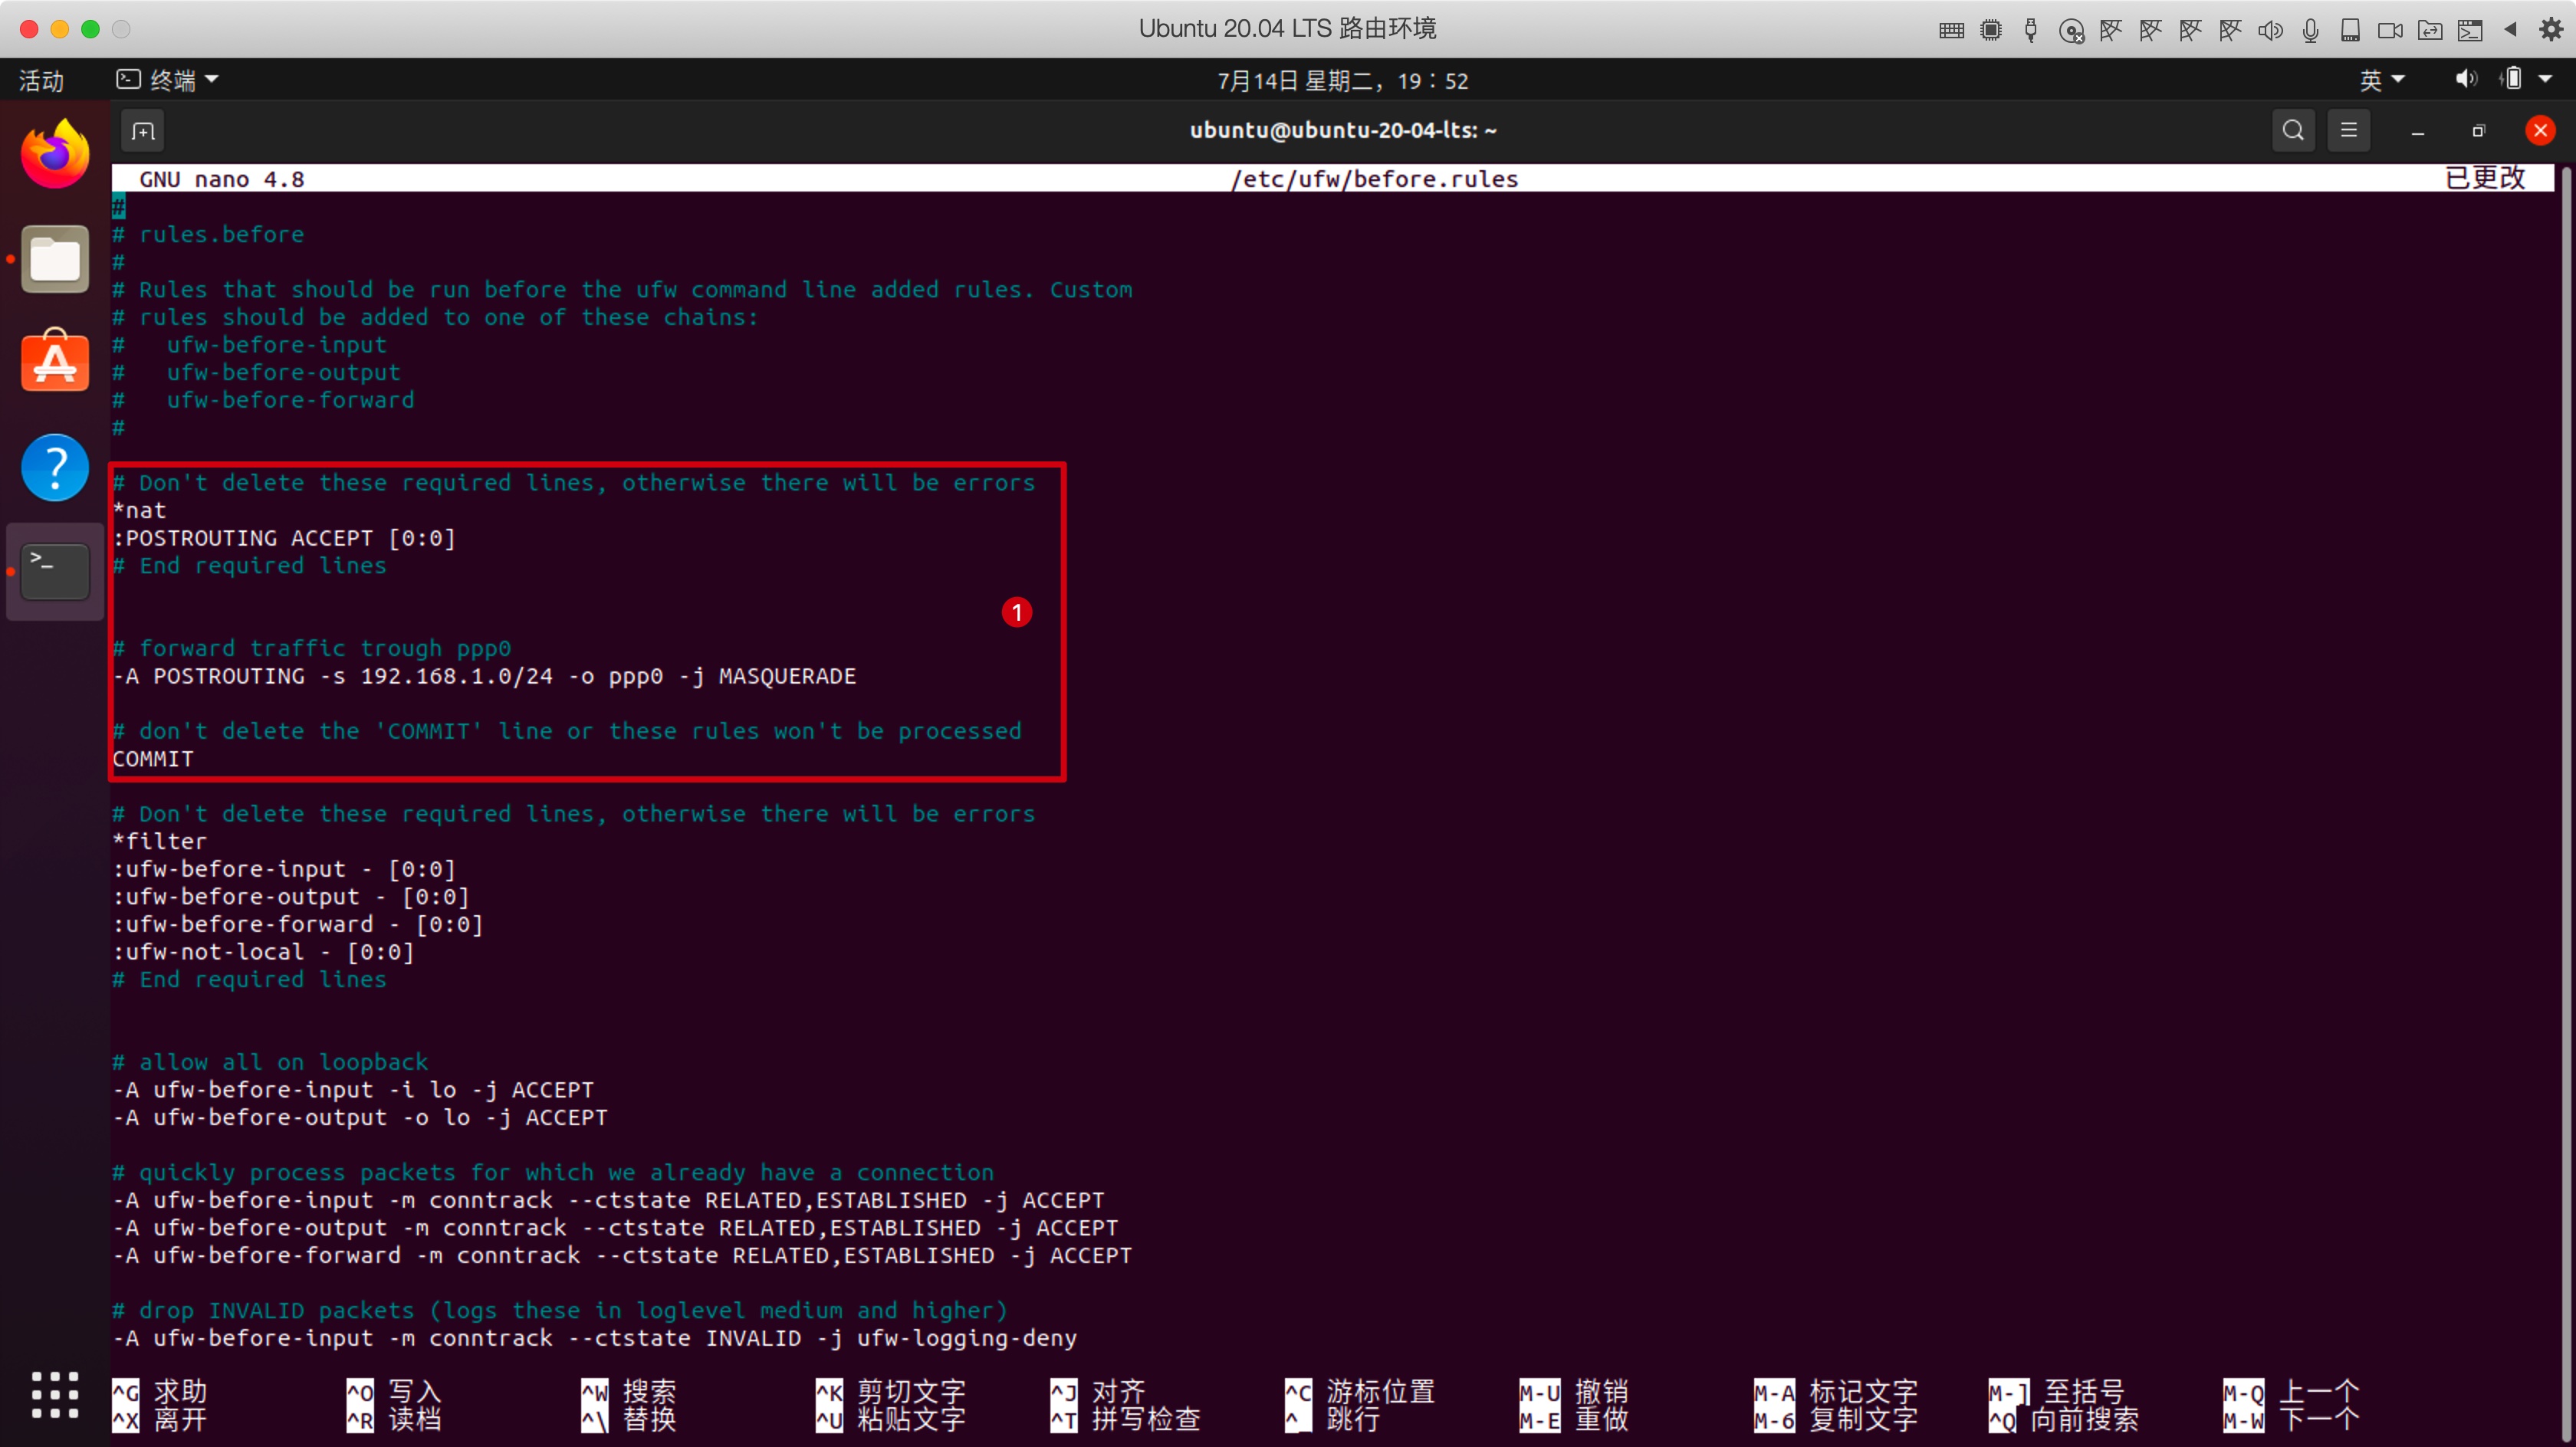 Ubuntu 20.04 LTS 路由环境
活动
终端
7月14日 星期二，19：52
英
ubuntu@ubuntu-20-04-lts: ~
GNU nano 4.8 /etc/ufw/before.rules 已更改
#
# rules.before
#
# Rules that should be run before the ufw command line added rules. Custom
# rules should be added to one of these chains:
#   ufw-before-input
#   ufw-before-output
#   ufw-before-forward
#
# Don't delete these required lines, otherwise there will be errors
*nat
:POSTROUTING ACCEPT [0:0]
# End required lines
1
# forward traffic trough ppp0
-A POSTROUTING -s 192.168.1.0/24 -o ppp0 -j MASQUERADE
# don't delete the 'COMMIT' line or these rules won't be processed
COMMIT
# Don't delete these required lines, otherwise there will be errors
*filter
:ufw-before-input - [0:0]
:ufw-before-output - [0:0]
:ufw-before-forward - [0:0]
:ufw-not-local - [0:0]
# End required lines
# allow all on loopback
-A ufw-before-input -i lo -j ACCEPT
-A ufw-before-output -o lo -j ACCEPT
# quickly process packets for which we already have a connection
-A ufw-before-input -m conntrack --ctstate RELATED,ESTABLISHED -j ACCEPT
-A ufw-before-output -m conntrack --ctstate RELATED,ESTABLISHED -j ACCEPT
-A ufw-before-forward -m conntrack --ctstate RELATED,ESTABLISHED -j ACCEPT
# drop INVALID packets (logs these in loglevel medium and higher)
-A ufw-before-input -m conntrack --ctstate INVALID -j ufw-logging-deny
^G 求助 ^O 写入 ^W 搜索 ^K 剪切文字 ^J 对齐 ^C 游标位置 M-U 撤销 M-A 标记文字 M-] 至括号 M-Q 上一个
^X 离开 ^R 读档 ^\ 替换 ^U 粘贴文字 ^T 拼写检查 ^_ 跳行 M-E 重做 M-6 复制文字 ^Q 向前搜索 M-W 下一个